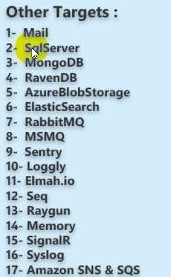 Other Targets :
1- Mail
2- SqlServer
3- MongoDB
4- RavenDB
5- AzureBlobStorage
6- ElasticSearch
7- RabbitMQ
8- MSMQ
9- Sentry
10- Loggly
11- Elmah.io
12- Seq
13- Raygun
14- Memory
15- SignalR
16- Syslog
17- Amazon SNS & SQS